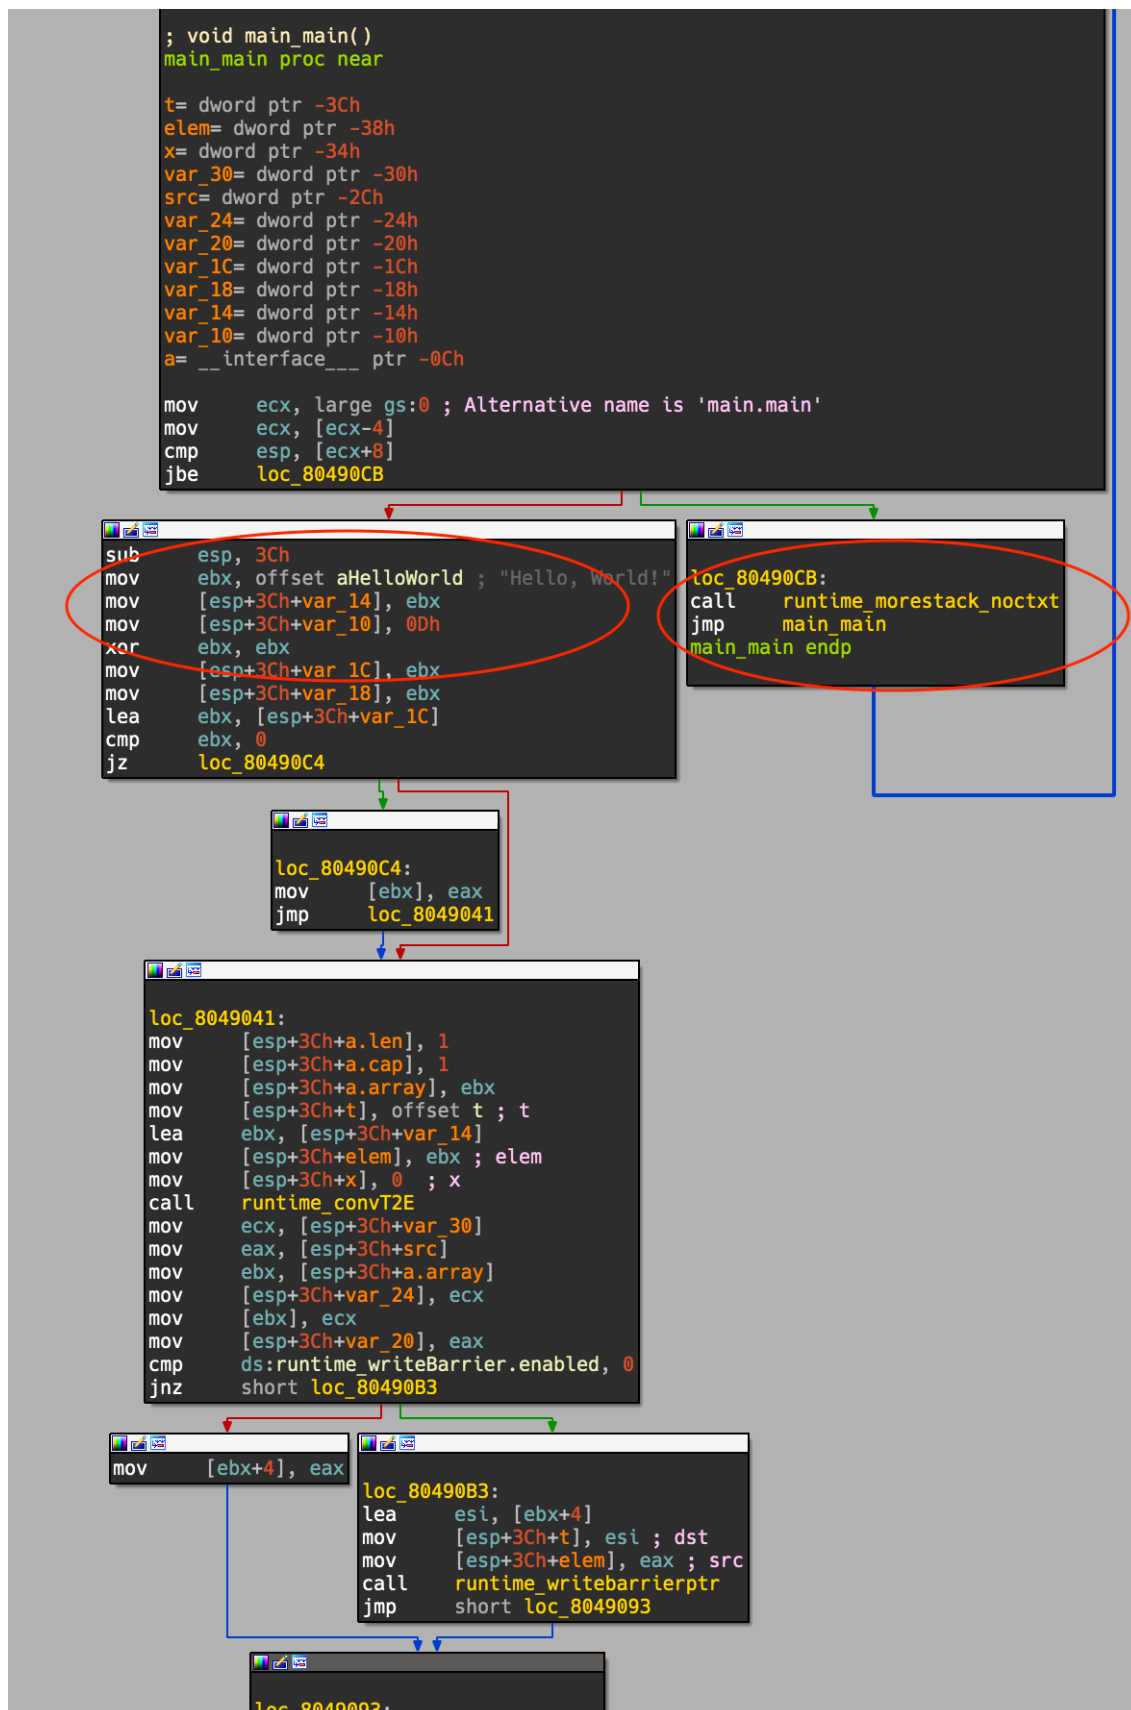 ; void main_main()
main_main proc near
t= dword ptr -3Ch
elem= dword ptr -38h
x= dword ptr -34h
var_30= dword ptr -30h
src= dword ptr -2Ch
var_24= dword ptr -24h
var_20= dword ptr -20h
var_1C= dword ptr -1Ch
var_18= dword ptr -18h
var_14= dword ptr -14h
var_10= dword ptr -10h
a= __interface___ ptr -0Ch
mov ecx, large gs:0 ; Alternative name is 'main.main'
mov ecx, [ecx-4]
cmp esp, [ecx+8]
jbe loc_80490CB
sub esp, 3Ch
mov ebx, offset aHelloWorld ; "Hello, World!"
mov [esp+3Ch+var_14], ebx
mov [esp+3Ch+var_10], 0Dh
xor ebx, ebx
mov [esp+3Ch+var_1C], ebx
mov [esp+3Ch+var_18], ebx
lea ebx, [esp+3Ch+var_1C]
cmp ebx, 0
jz loc_80490C4
loc_80490CB:
call runtime_morestack_noctxt
jmp main_main
main_main endp
loc_80490C4:
mov [ebx], eax
jmp loc_8049041
loc_8049041:
mov [esp+3Ch+a.len], 1
mov [esp+3Ch+a.cap], 1
mov [esp+3Ch+a.array], ebx
mov [esp+3Ch+t], offset t ; t
lea ebx, [esp+3Ch+var_14]
mov [esp+3Ch+elem], ebx ; elem
mov [esp+3Ch+x], 0 ; x
call runtime_convT2E
mov ecx, [esp+3Ch+var_30]
mov eax, [esp+3Ch+src]
mov ebx, [esp+3Ch+a.array]
mov [esp+3Ch+var_24], ecx
mov [ebx], ecx
mov [esp+3Ch+var_20], eax
cmp ds:runtime_writeBarrier.enabled, 0
jnz short loc_80490B3
mov [ebx+4], eax
loc_80490B3:
lea esi, [ebx+4]
mov [esp+3Ch+t], esi ; dst
mov [esp+3Ch+elem], eax ; src
call runtime_writebarrierptr
jmp short loc_8049093
loc_8049093: